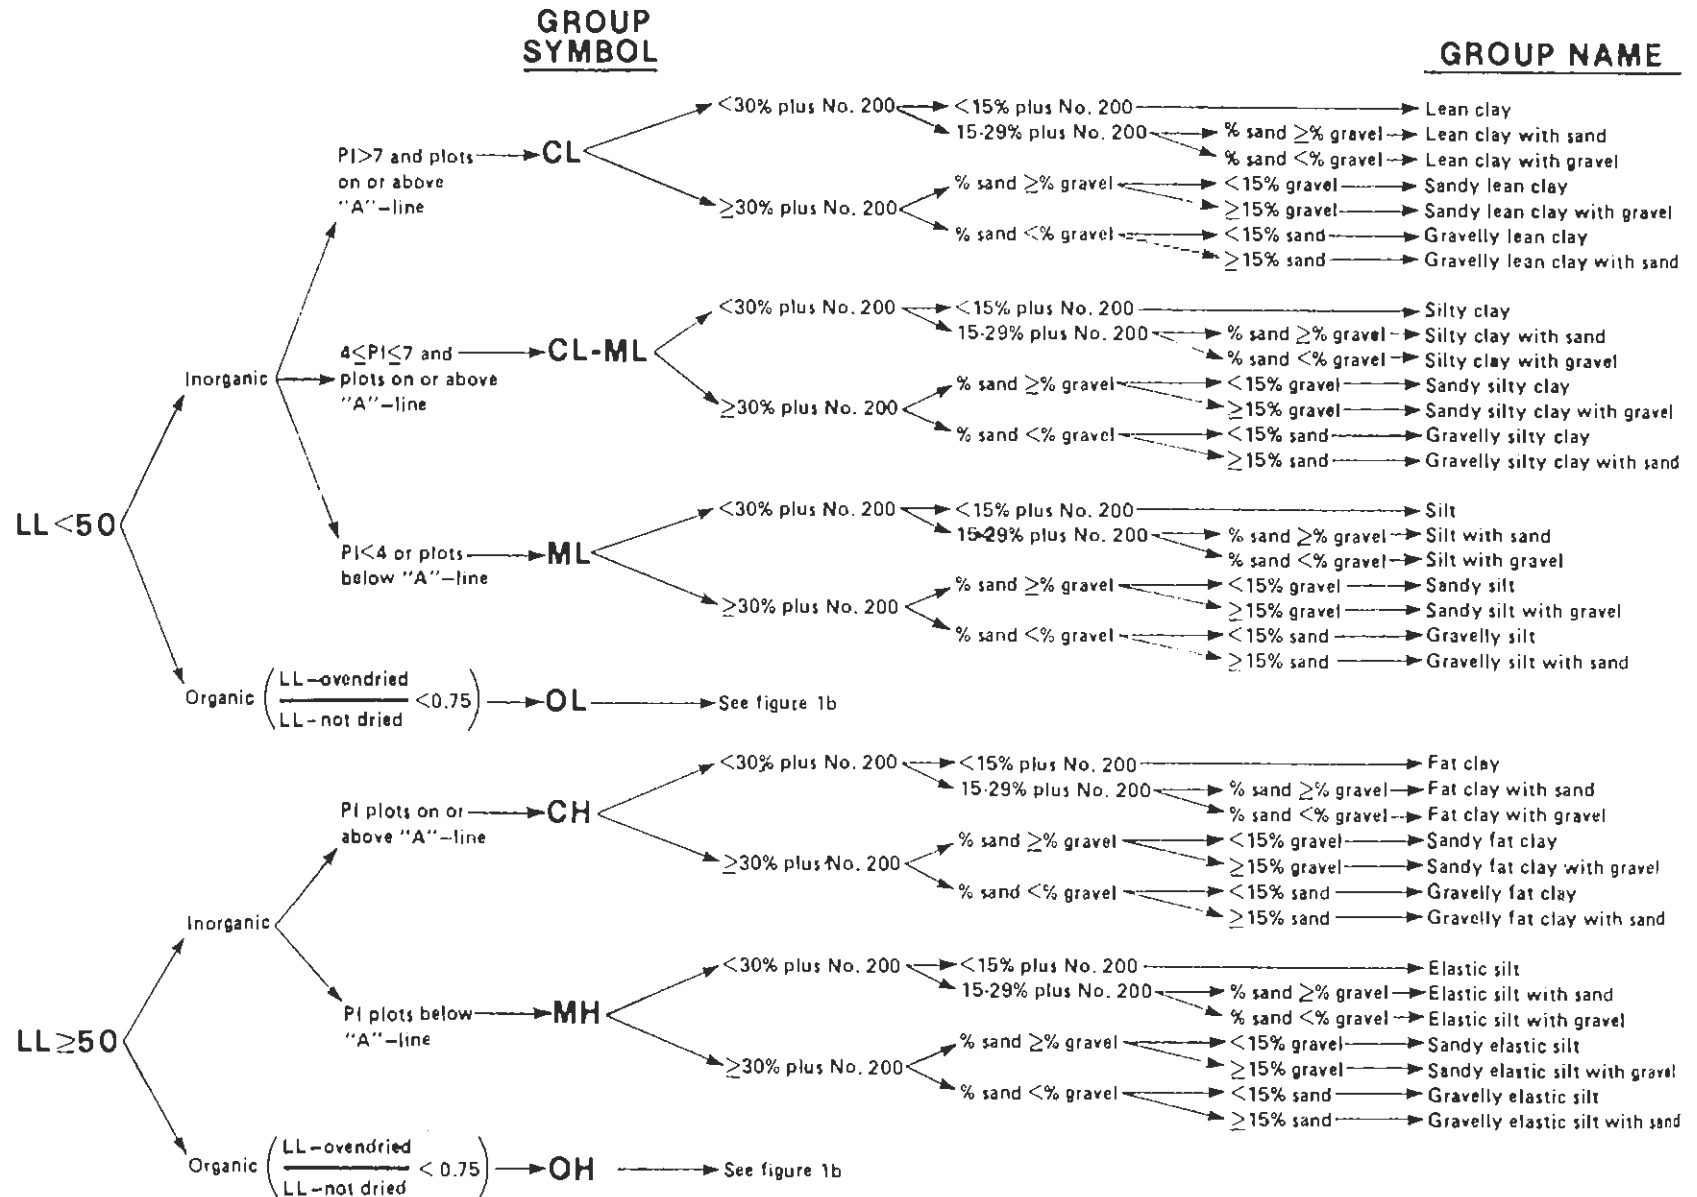 GROUP
SYMBOL
GROUP NAME
LL<50
Inorganic
PI>7 and plots
on or above
"A"–line
CL
<30% plus No. 200
<15% plus No. 200
Lean clay
15-29% plus No. 200
% sand ≥% gravel
Lean clay with sand
% sand <% gravel
Lean clay with gravel
≥30% plus No. 200
% sand ≥% gravel
<15% gravel
Sandy lean clay
≥15% gravel
Sandy lean clay with gravel
% sand <% gravel
<15% sand
Gravelly lean clay
≥15% sand
Gravelly lean clay with sand
4≤PI≤7 and
plots on or above
"A"–line
CL-ML
<30% plus No. 200
<15% plus No. 200
Silty clay
15-29% plus No. 200
% sand ≥% gravel
Silty clay with sand
% sand <% gravel
Silty clay with gravel
≥30% plus No. 200
% sand ≥% gravel
<15% gravel
Sandy silty clay
≥15% gravel
Sandy silty clay with gravel
% sand <% gravel
<15% sand
Gravelly silty clay
≥15% sand
Gravelly silty clay with sand
PI<4 or plots
below "A"–line
ML
<30% plus No. 200
<15% plus No. 200
Silt
15-29% plus No. 200
% sand ≥% gravel
Silt with sand
% sand <% gravel
Silt with gravel
≥30% plus No. 200
% sand ≥% gravel
<15% gravel
Sandy silt
≥15% gravel
Sandy silt with gravel
% sand <% gravel
<15% sand
Gravelly silt
≥15% sand
Gravelly silt with sand
Organic
LL–ovendried
LL–not dried
<0.75
OL
See figure 1b
LL≥50
Inorganic
PI plots on or
above "A"–line
CH
<30% plus No. 200
<15% plus No. 200
Fat clay
15-29% plus No. 200
% sand ≥% gravel
Fat clay with sand
% sand <% gravel
Fat clay with gravel
≥30% plus No. 200
% sand ≥% gravel
<15% gravel
Sandy fat clay
≥15% gravel
Sandy fat clay with gravel
% sand <% gravel
<15% sand
Gravelly fat clay
≥15% sand
Gravelly fat clay with sand
PI plots below
"A"–line
MH
<30% plus No. 200
<15% plus No. 200
Elastic silt
15-29% plus No. 200
% sand ≥% gravel
Elastic silt with sand
% sand <% gravel
Elastic silt with gravel
≥30% plus No. 200
% sand ≥% gravel
<15% gravel
Sandy elastic silt
≥15% gravel
Sandy elastic silt with gravel
% sand <% gravel
<15% sand
Gravelly elastic silt
≥15% sand
Gravelly elastic silt with sand
Organic
LL–ovendried
LL–not dried
<0.75
OH
See figure 1b